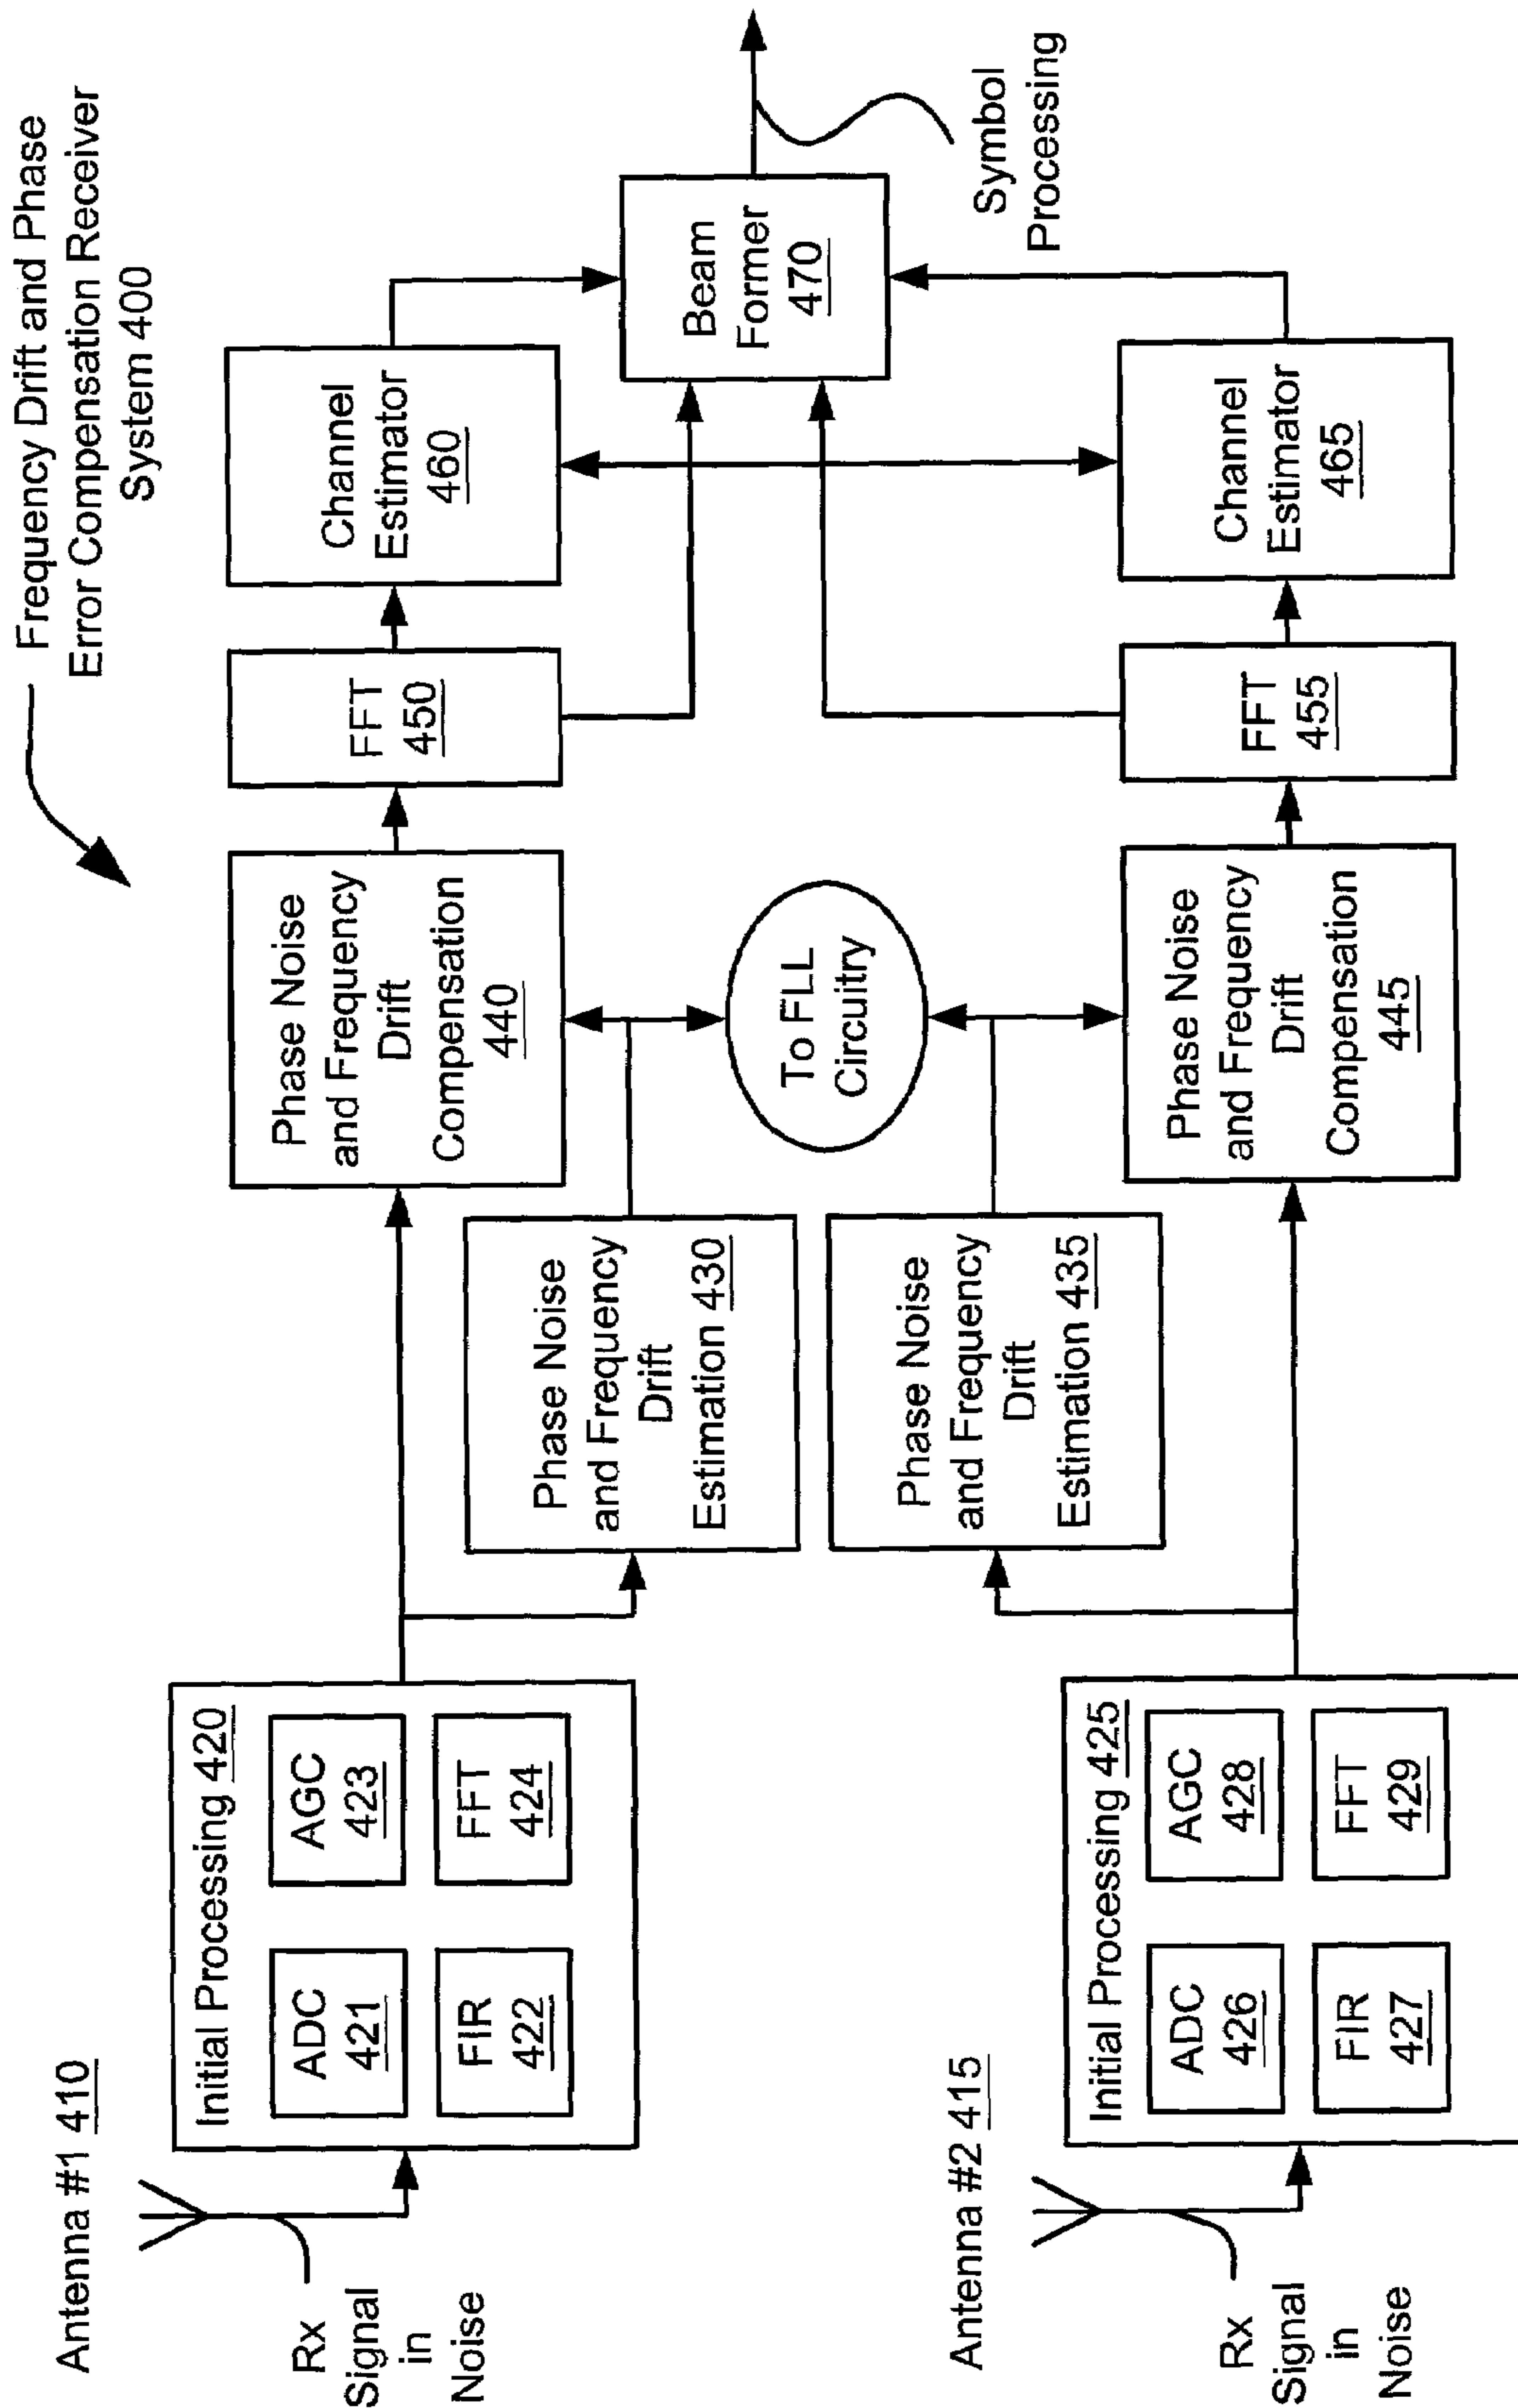 Frequency Drift and Phase
Error Compensation Receiver
System 400
Antenna #1 410
Rx
Signal
in
Noise
Initial Processing 420
ADC
421
AGC
423
FIR
422
FFT
424
Phase Noise
and Frequency
Drift
Estimation 430
Phase Noise
and Frequency
Drift
Compensation
440
FFT
450
Channel
Estimator
460
To FLL
Circuitry
Beam
Former
470
Symbol
Processing
Antenna #2 415
Rx
Signal
in
Noise
Initial Processing 425
ADC
426
AGC
428
FIR
427
FFT
429
Phase Noise
and Frequency
Drift
Estimation 435
Phase Noise
and Frequency
Drift
Compensation
445
FFT
455
Channel
Estimator
465